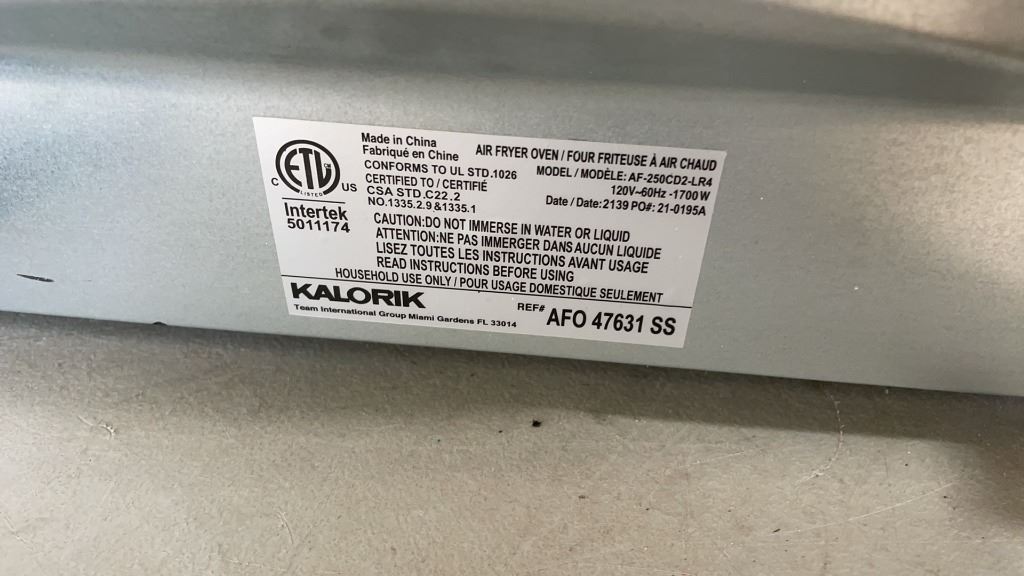 ETL
LISTED
C
US
Intertek
5011174
Made in China
Fabriqué en Chine
CONFORMS TO UL STD.1026
CERTIFIED TO / CERTIFIÉ
CSA STD.C22.2
NO.1335.2.9 &1335.1
AIR FRYER OVEN / FOUR FRITEUSE À AIR CHAUD
MODEL / MODÈLE: AF-250CD2-LR4
120V~60Hz -1700 W
Date / Date: 2139 PO#: 21-0195A
CAUTION:DO NOT IMMERSE IN WATER OR LIQUID
ATTENTION:NE PAS IMMERGER DANS AUCUN LIQUIDE
LISEZ TOUTES LES INSTRUCTIONS AVANT USAGE
READ INSTRUCTIONS BEFORE USING
HOUSEHOLD USE ONLY / POUR USAGE DOMESTIQUE SEULEMENT
KALORIK
Team International Group Miami Gardens FL 33014
REF# AFO 47631 SS